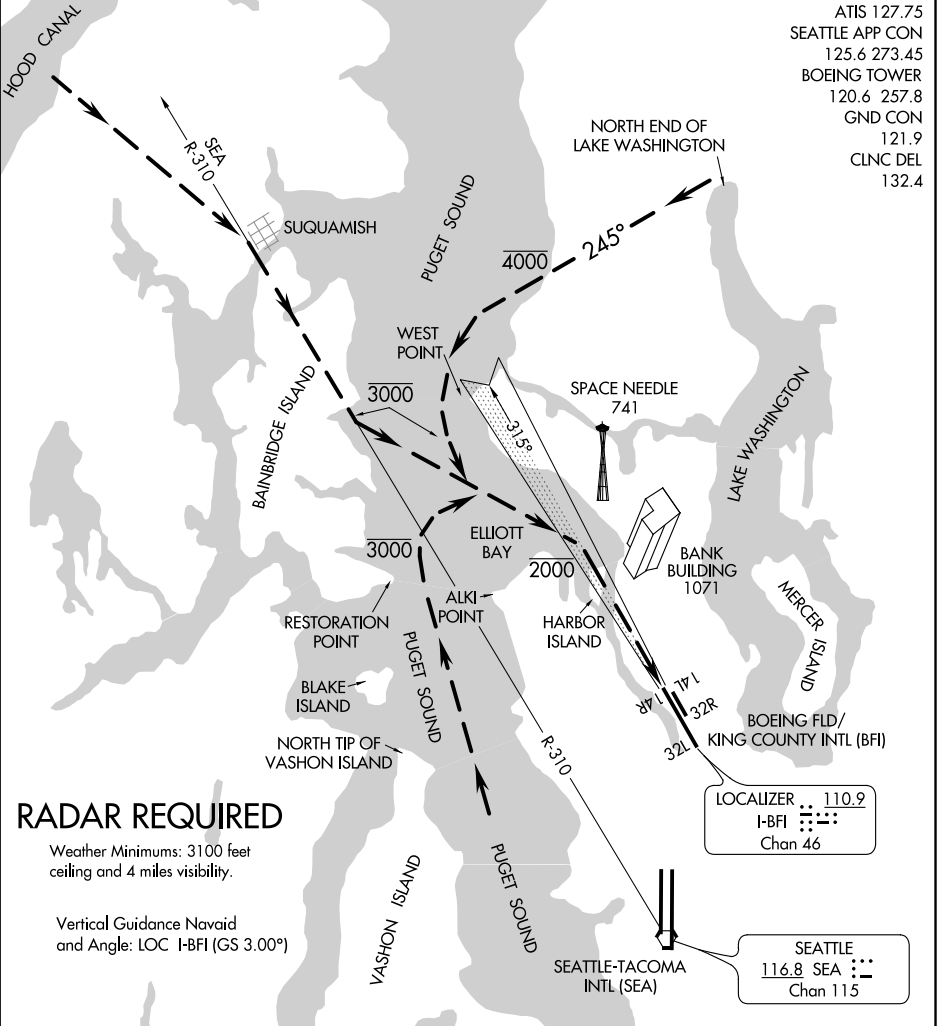 ATIS 127.75
SEATTLE APP CON
125.6 273.45
BOEING TOWER
120.6 257.8
GND CON
121.9
CLNC DEL
132.4
HOOD CANAL
SEA
R-310
NORTH END OF
LAKE WASHINGTON
SUQUAMISH
PUGET SOUND
4000
245°
WEST
POINT
3000
BAINBRIDGE ISLAND
315°
SPACE NEEDLE
741
LAKE WASHINGTON
3000
ELLIOTT
BAY
2000
BANK
BUILDING
1071
RESTORATION
POINT
ALKI
POINT
HARBOR
ISLAND
MERCER ISLAND
PUGET SOUND
BLAKE
ISLAND
14L
14R
32R
32L
BOEING FLD/
KING COUNTY INTL (BFI)
NORTH TIP OF
VASHON ISLAND
R-310
LOCALIZER 110.9
I-BFI
Chan 46
RADAR REQUIRED
Weather Minimums: 3100 feet
ceiling and 4 miles visibility.
Vertical Guidance Navaid
and Angle: LOC I-BFI (GS 3.00°)
VASHON ISLAND
PUGET SOUND
SEATTLE-TACOMA
INTL (SEA)
SEATTLE
116.8 SEA
Chan 115